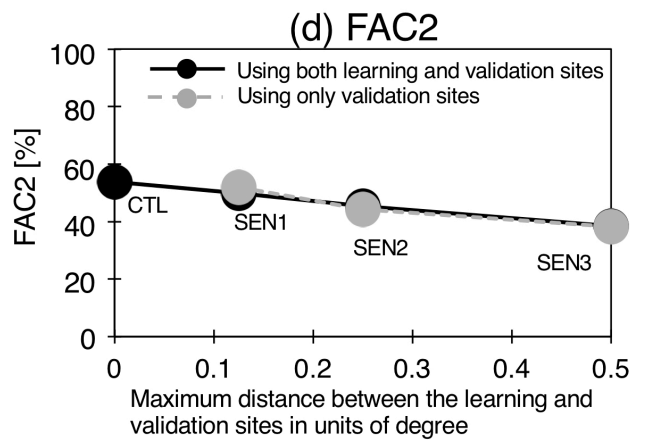 (d) FAC2
100
80
60
40
20
0
FAC2 [%]
Using both learning and validation sites
Using only validation sites
CTL
SEN1
SEN2
SEN3
0 0.1 0.2 0.3 0.4 0.5
Maximum distance between the learning and
validation sites in units of degree